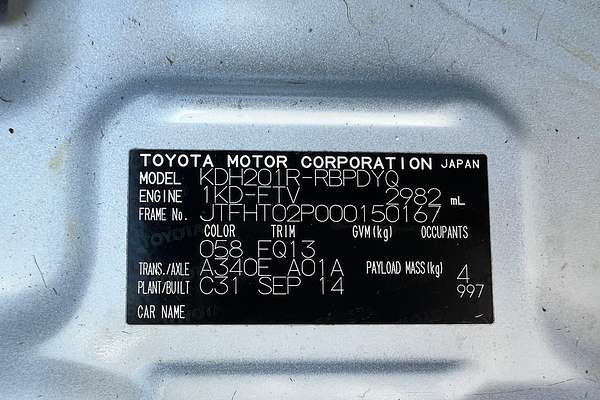 TOYOTA MOTOR CORPORATION JAPAN
MODEL KDH201R-RBPDYQ
ENGINE 1KD-FTV 2982 mL
FRAME No. JTFHT02P000150167
COLOR TRIM GVM(kg) OCCUPANTS
058 FQ13
TRANS./AXLE A340E A01A PAYLOAD MASS(kg) 4
PLANT/BUILT C31 SEP 14 997
CAR NAME